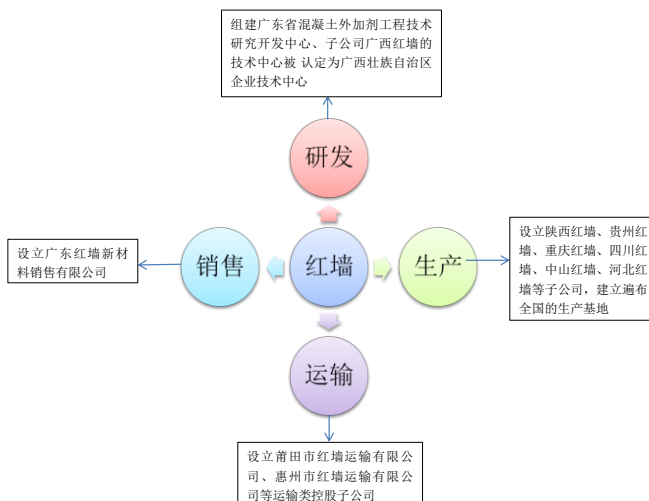 组建广东省混凝土外加剂工程技术
研究开发中心、子公司广西红墙的
技术中心被 认定为广西壮族自治区
企业技术中心
研发
设立广东红墙新材
料销售有限公司
销售
红墙
生产
设立陕西红墙、贵州红
墙、重庆红墙、四川红
墙、中山红墙、河北红
墙等子公司，建立遍布
全国的生产基地
运输
设立莆田市红墙运输有限公
司、惠州市红墙运输有限公
司等运输类控股子公司